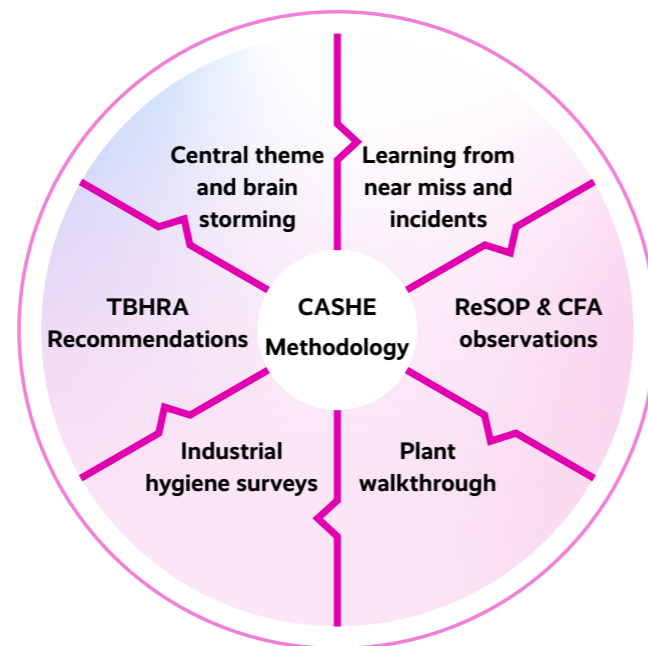 Central theme
and brain
storming
Learning from
near miss and
incidents
TBHRA
Recommendations
CASHE
Methodology
ReSOP & CFA
observations
Industrial
hygiene surveys
Plant
walkthrough